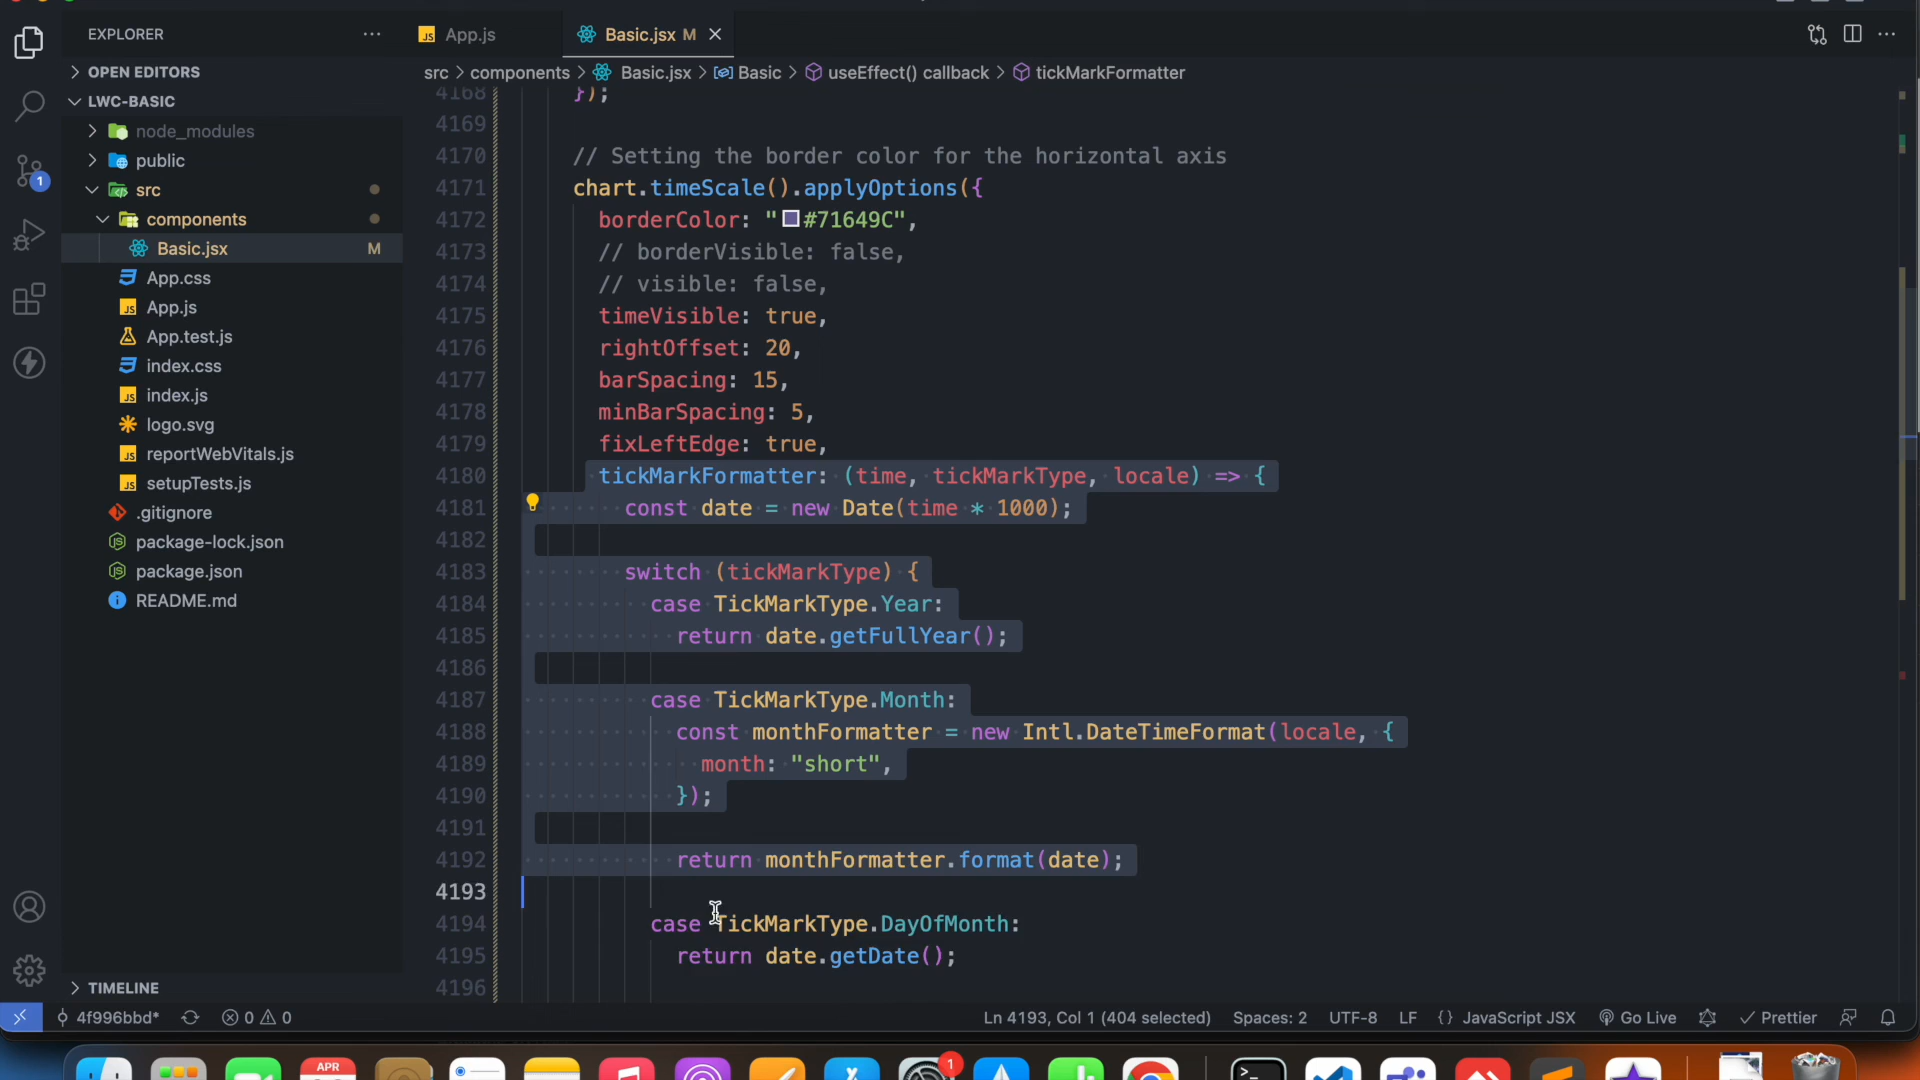 EXPLORER
App.js
Basic.jsx M
OPEN EDITORS
src > components > Basic.jsx > Basic > useEffect() callback > tickMarkFormatter
LWC-BASIC
node_modules
public
src
components
Basic.jsx M
App.css
App.js
App.test.js
index.css
index.js
logo.svg
reportWebVitals.js
setupTests.js
.gitignore
package-lock.json
package.json
README.md
TIMELINE
1
4168 });
4169
4170 // Setting the border color for the horizontal axis
4171 chart.timeScale().applyOptions({
4172 borderColor: "#71649C",
4173 // borderVisible: false,
4174 // visible: false,
4175 timeVisible: true,
4176 rightOffset: 20,
4177 barSpacing: 15,
4178 minBarSpacing: 5,
4179 fixLeftEdge: true,
4180 tickMarkFormatter: (time, tickMarkType, locale) => {
4181 const date = new Date(time * 1000);
4182
4183 switch (tickMarkType) {
4184 case TickMarkType.Year:
4185 return date.getFullYear();
4186
4187 case TickMarkType.Month:
4188 const monthFormatter = new Intl.DateTimeFormat(locale, {
4189 month: "short",
4190 });
4191
4192 return monthFormatter.format(date);
4193
4194 case TickMarkType.DayOfMonth:
4195 return date.getDate();
4196
4f996bbd* 0 0 Ln 4193, Col 1 (404 selected) Spaces: 2 UTF-8 LF {} JavaScript JSX Go Live Prettier
APR
1